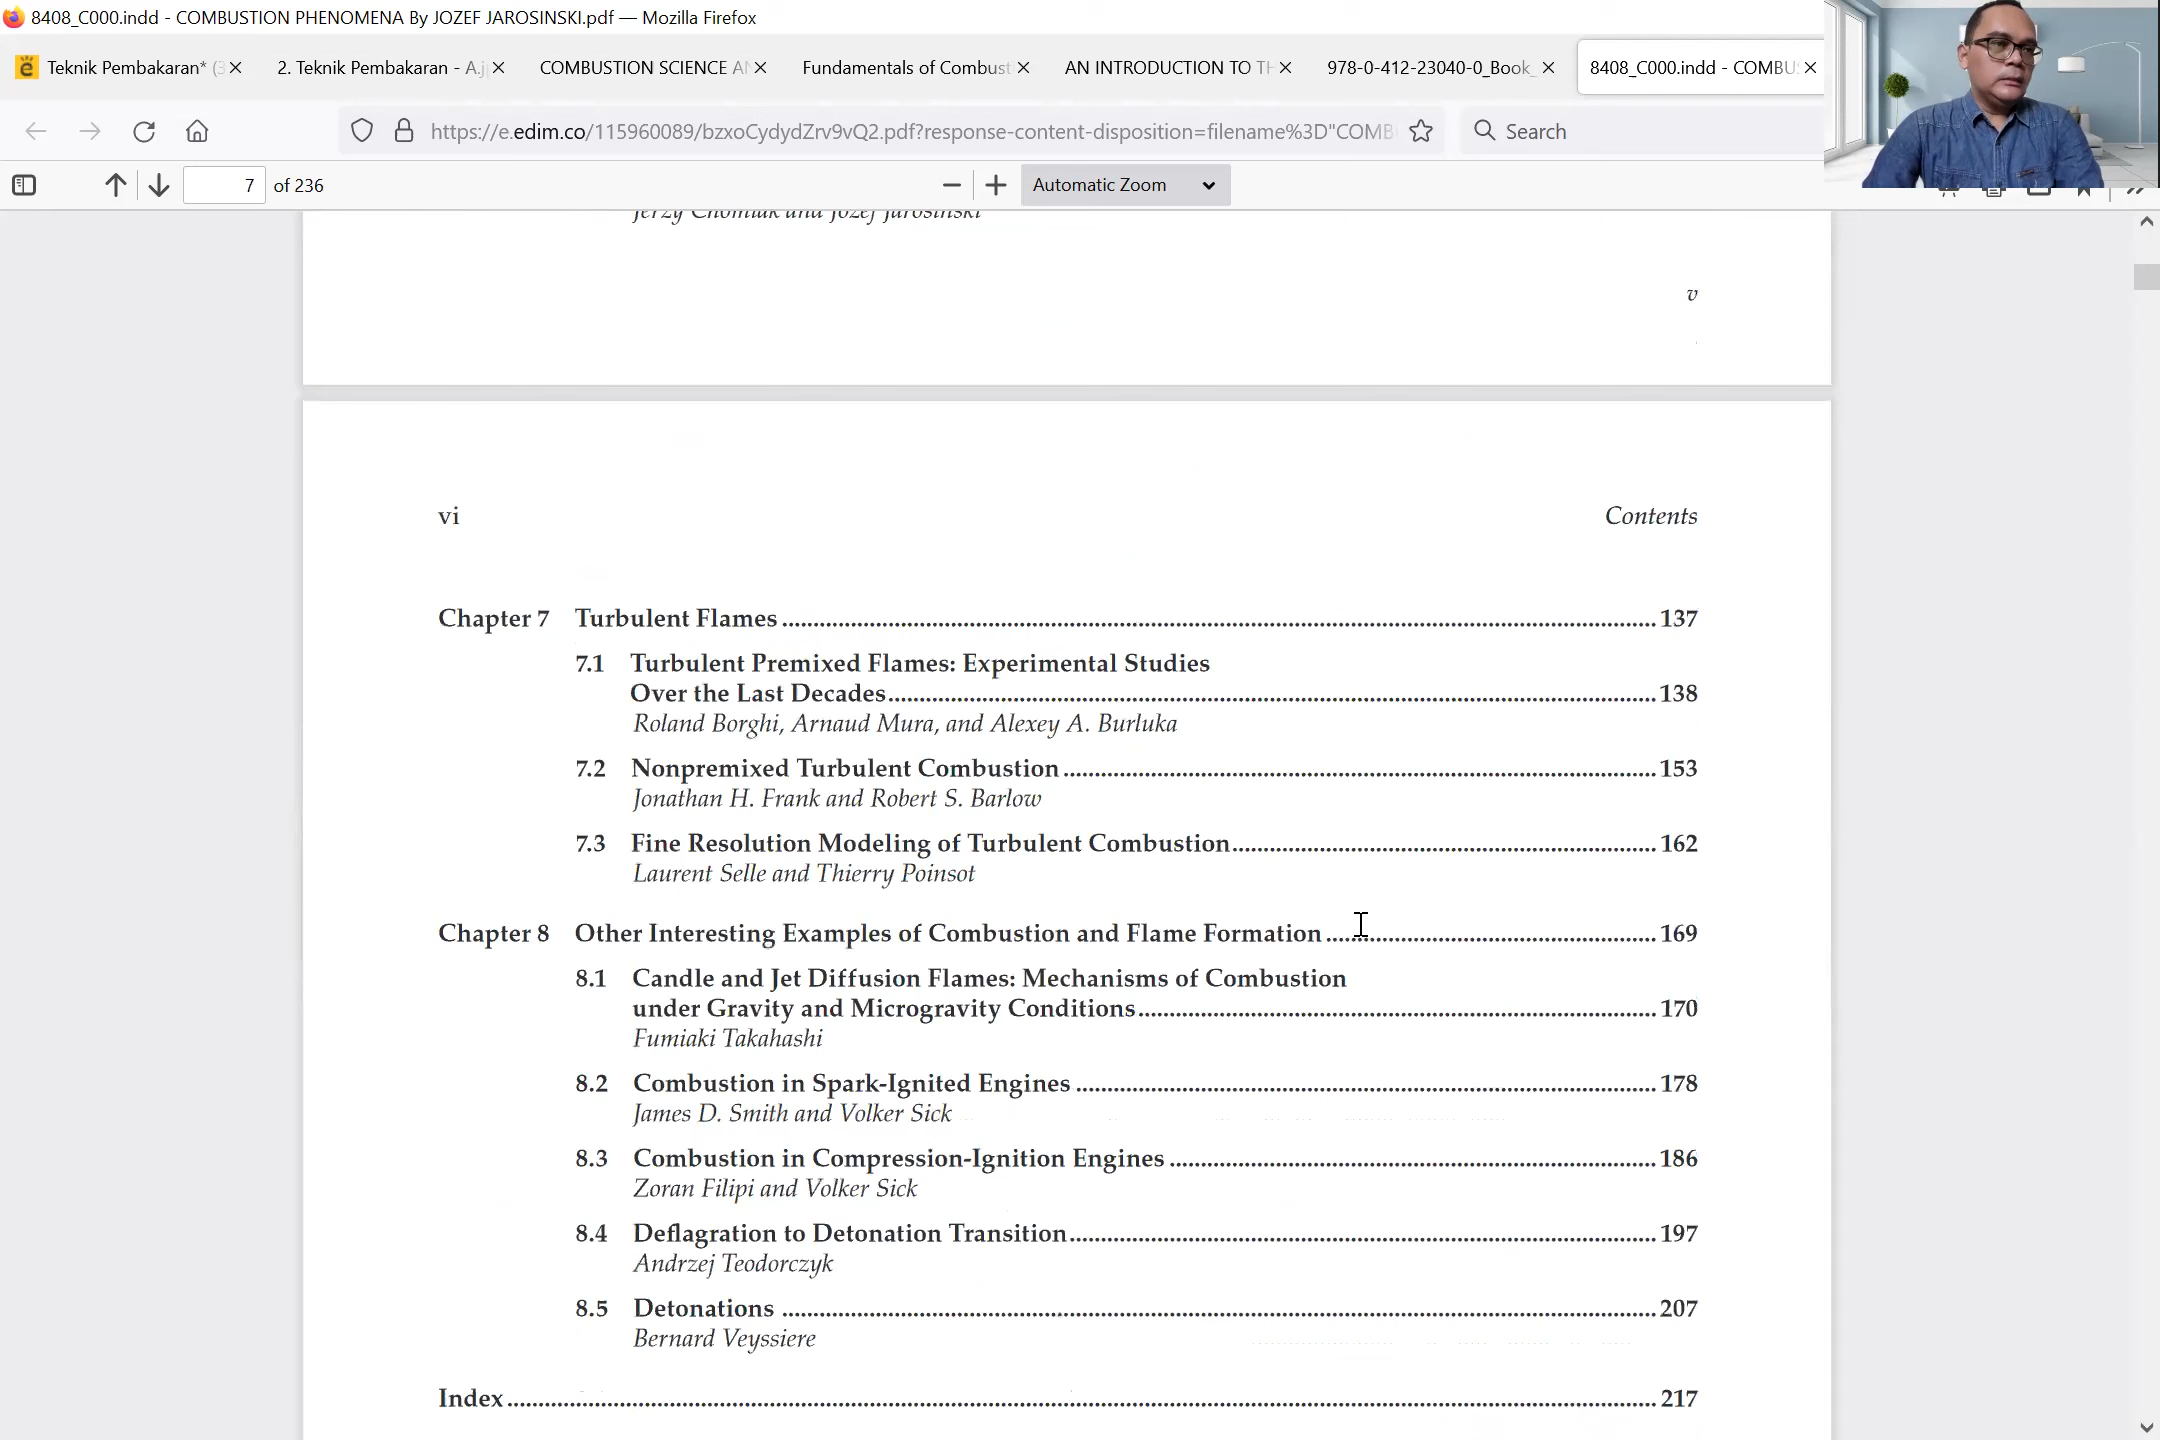 8408_C000.indd - COMBUSTION PHENOMENA By JOZEF JAROSINSKI.pdf — Mozilla Firefox
Teknik Pembakaran* (3
2. Teknik Pembakaran - A.j
COMBUSTION SCIENCE A
Fundamentals of Combust
AN INTRODUCTION TO TH
978-0-412-23040-0_Book_
8408_C000.indd - COMBU
https://e.edim.co/115960089/bzxoCydydZrv9vQ2.pdf?response-content-disposition=filename%3D"COMB
Search
7 of 236
Automatic Zoom
Jerzy Chomiak and Jozef Jarosinski
v
vi Contents
Chapter 7 Turbulent Flames 137
7.1 Turbulent Premixed Flames: Experimental Studies
Over the Last Decades 138
Roland Borghi, Arnaud Mura, and Alexey A. Burluka
7.2 Nonpremixed Turbulent Combustion 153
Jonathan H. Frank and Robert S. Barlow
7.3 Fine Resolution Modeling of Turbulent Combustion 162
Laurent Selle and Thierry Poinsot
Chapter 8 Other Interesting Examples of Combustion and Flame Formation 169
8.1 Candle and Jet Diffusion Flames: Mechanisms of Combustion
under Gravity and Microgravity Conditions 170
Fumiaki Takahashi
8.2 Combustion in Spark-Ignited Engines 178
James D. Smith and Volker Sick
8.3 Combustion in Compression-Ignition Engines 186
Zoran Filipi and Volker Sick
8.4 Deflagration to Detonation Transition 197
Andrzej Teodorczyk
8.5 Detonations 207
Bernard Veyssiere
Index 217